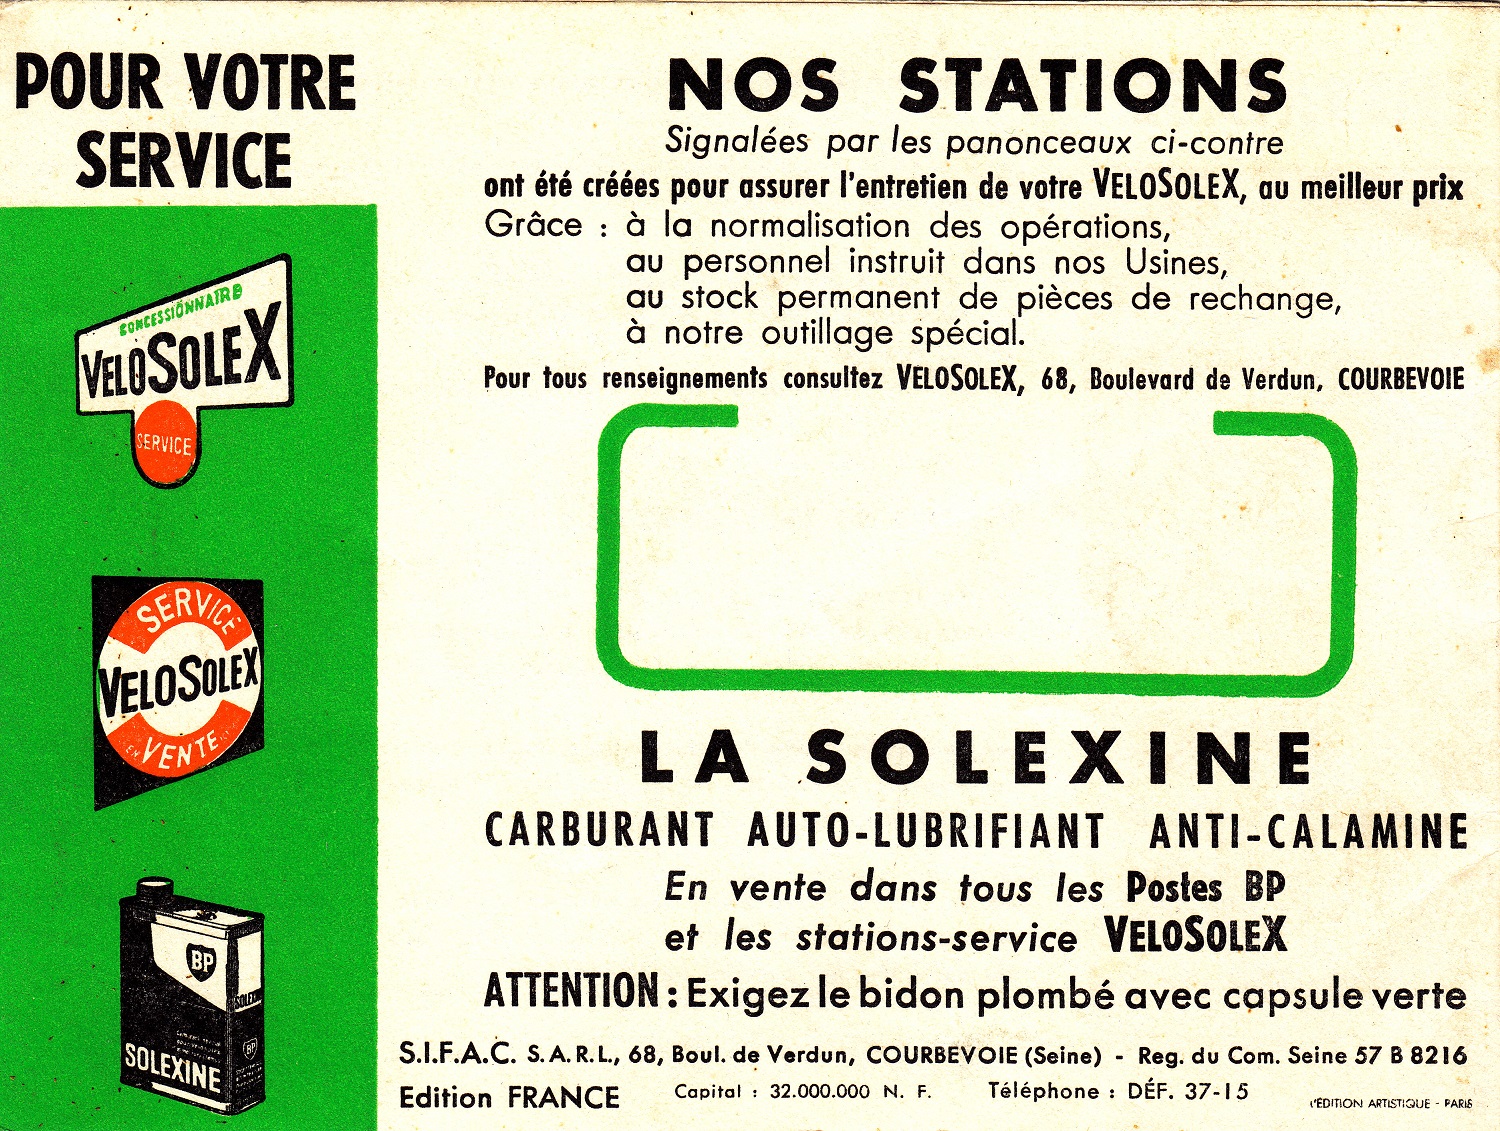 POUR VOTRE
SERVICE
CONCESSIONNAIRE
VELOSOLEX
SERVICE
SERVICE
VELOSOLEX
EN VENTE
BP
SOLEXINE
BP
SOLEXINE
NOS STATIONS
Signalées par les panonceaux ci-contre
ont été créées pour assurer l'entretien de votre VELOSOLEX, au meilleur prix
Grâce : à la normalisation des opérations,
au personnel instruit dans nos Usines,
au stock permanent de pièces de rechange,
à notre outillage spécial.
Pour tous renseignements consultez VELOSOLEX, 68, Boulevard de Verdun, COURBEVOIE
LA SOLEXINE
CARBURANT AUTO-LUBRIFIANT ANTI-CALAMINE
En vente dans tous les Postes BP
et les stations-service VELOSOLEX
ATTENTION : Exigez le bidon plombé avec capsule verte
S.I.F.A.C. S.A.R.L., 68, Boul. de Verdun, COURBEVOIE (Seine) - Reg. du Com. Seine 57 B 8216
Edition FRANCE Capital : 32.000.000 N. F. Téléphone : DÉF. 37-15
L'ÉDITION ARTISTIQUE - PARIS